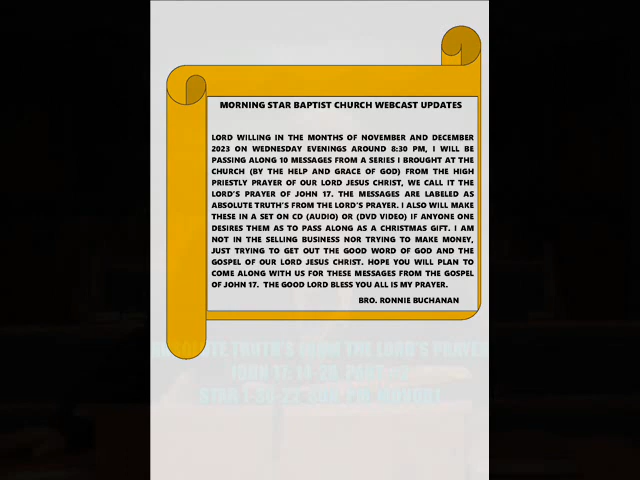 MORNING STAR BAPTIST CHURCH WEBCAST UPDATES
LORD WILLING IN THE MONTHS OF NOVEMBER AND DECEMBER
2023 ON WEDNESDAY EVENINGS AROUND 8:30 PM, I WILL BE
PASSING ALONG 10 MESSAGES FROM A SERIES I BROUGHT AT THE
CHURCH (BY THE HELP AND GRACE OF GOD) FROM THE HIGH
PRIESTLY PRAYER OF OUR LORD JESUS CHRIST, WE CALL IT THE
LORD'S PRAYER OF JOHN 17. THE MESSAGES ARE LABELED AS
ABSOLUTE TRUTH'S FROM THE LORD'S PRAYER. I ALSO WILL MAKE
THESE IN A SET ON CD (AUDIO) OR (DVD VIDEO) IF ANYONE ONE
DESIRES THEM AS TO PASS ALONG AS A CHRISTMAS GIFT. I AM
NOT IN THE SELLING BUSINESS NOR TRYING TO MAKE MONEY,
JUST TRYING TO GET OUT THE GOOD WORD OF GOD AND THE
GOSPEL OF OUR LORD JESUS CHRIST. HOPE YOU WILL PLAN TO
COME ALONG WITH US FOR THESE MESSAGES FROM THE GOSPEL
OF JOHN 17. THE GOOD LORD BLESS YOU ALL IS MY PRAYER.
BRO. RONNIE BUCHANAN
ABSOLUTE TRUTH'S FROM THE LORD'S PRAYER
JOHN 17: